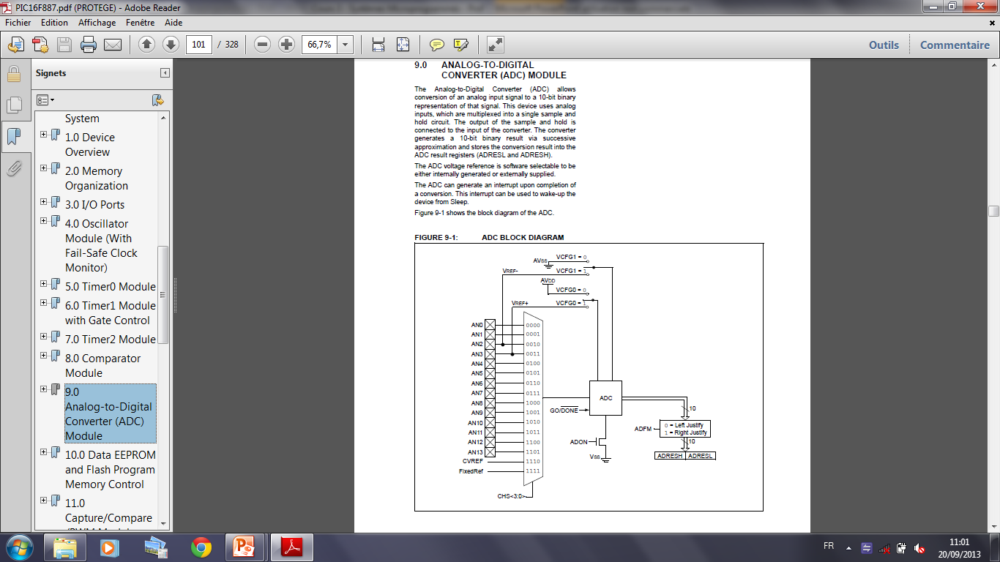 PIC16F887.pdf (PROTEGE) - Adobe Reader
Fichier Edition Affichage Fenêtre Aide
101 / 328 66,7% Outils Commentaire
Signets
System
1.0 Device
Overview
2.0 Memory
Organization
3.0 I/O Ports
4.0 Oscillator
Module (With
Fail-Safe Clock
Monitor)
5.0 Timer0 Module
6.0 Timer1 Module
with Gate Control
7.0 Timer2 Module
8.0 Comparator
Module
9.0
Analog-to-Digital
Converter (ADC)
Module
10.0 Data EEPROM
and Flash Program
Memory Control
11.0
Capture/Compare
9.0 ANALOG-TO-DIGITAL
CONVERTER (ADC) MODULE
The Analog-to-Digital Converter (ADC) allows
conversion of an analog input signal to a 10-bit binary
representation of that signal. This device uses analog
inputs, which are multiplexed into a single sample and
hold circuit. The output of the sample and hold is
connected to the input of the converter. The converter
generates a 10-bit binary result via successive
approximation and stores the conversion result into the
ADC result registers (ADRESL and ADRESH).
The ADC voltage reference is software selectable to be
either internally generated or externally supplied.
The ADC can generate an interrupt upon completion of
a conversion. This interrupt can be used to wake-up the
device from Sleep.
Figure 9-1 shows the block diagram of the ADC.
FIGURE 9-1: ADC BLOCK DIAGRAM
AVSS VCFG1 = 0
VREF- VCFG1 = 1
AVDD
VCFG0 = 0
VREF+ VCFG0 = 1
AN0 0000
AN1 0001
AN2 0010
AN3 0011
AN4 0100
AN5 0101
AN6 0110
AN7 0111
AN8 1000
AN9 1001
AN10 1010
AN11 1011
AN12 1100
AN13 1101
CVREF 1110
FixedRef 1111
CHS<3:0>
ADC
GO/DONE
ADON
VSS
10
ADFM
0 = Left Justify
1 = Right Justify
10
ADRESH ADRESL
FR
11:01
20/09/2013